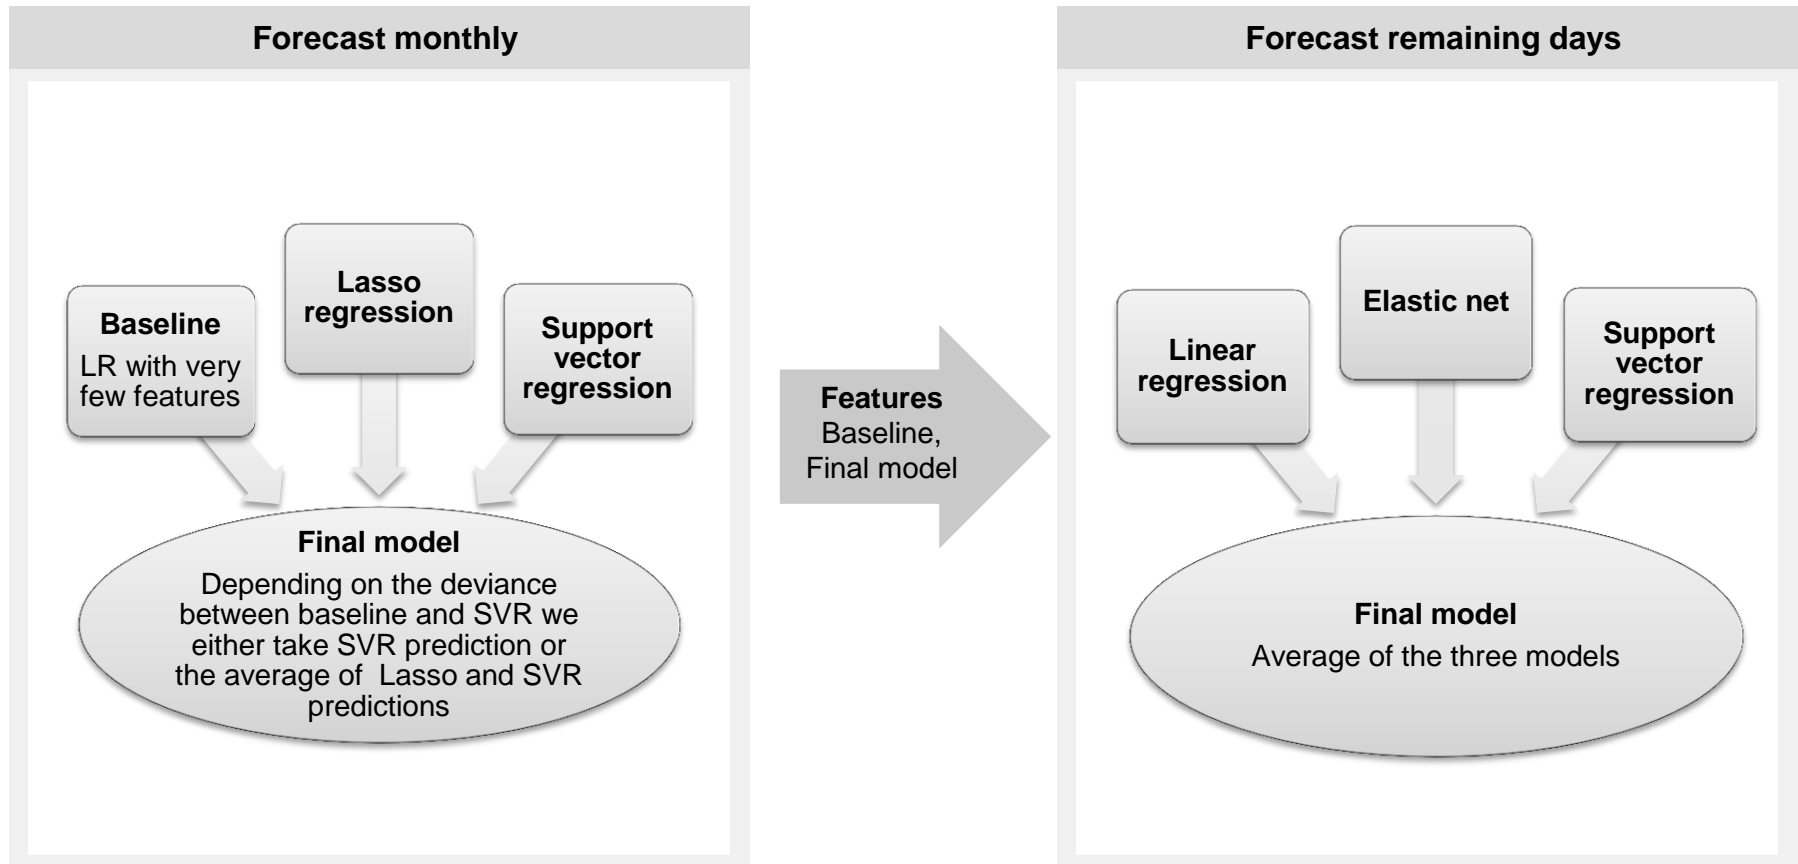 Forecast monthly
Baseline
LR with very
few features
Lasso
regression
Support
vector
regression
Final model
Depending on the deviance
between baseline and SVR we
either take SVR prediction or
the average of  Lasso and SVR
predictions
Features
Baseline,
Final model
Forecast remaining days
Linear
regression
Elastic net
Support
vector
regression
Final model
Average of the three models